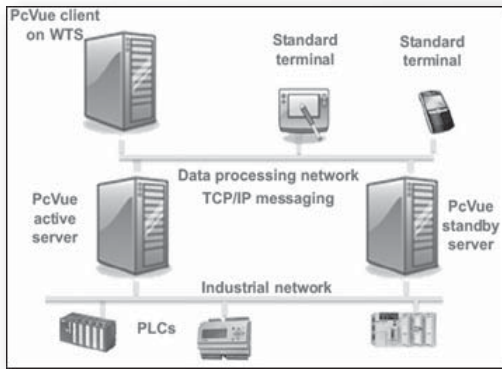 PcVue client
on WTS
Standard
terminal
Standard
terminal
Data processing network
TCP/IP messaging
PcVue
active
server
PcVue
standby
server
Industrial network
PLCs